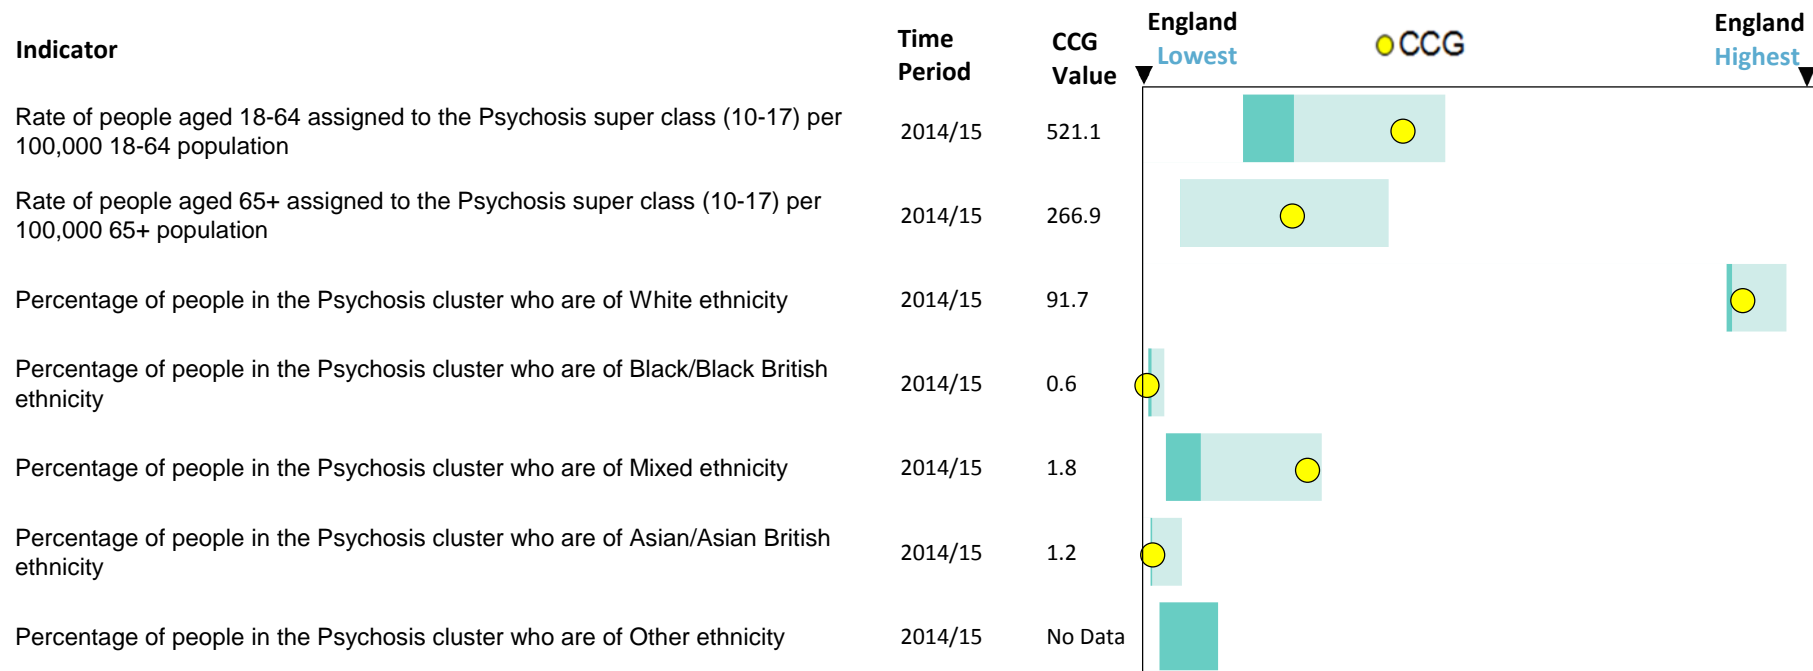 Indicator
Time
Period
CCG
Value
England
Lowest
CCG
England
Highest
Rate of people aged 18-64 assigned to the Psychosis super class (10-17) per
100,000 18-64 population
2014/15
521.1
Rate of people aged 65+ assigned to the Psychosis super class (10-17) per
100,000 65+ population
2014/15
266.9
Percentage of people in the Psychosis cluster who are of White ethnicity
2014/15
91.7
Percentage of people in the Psychosis cluster who are of Black/Black British
ethnicity
2014/15
0.6
Percentage of people in the Psychosis cluster who are of Mixed ethnicity
2014/15
1.8
Percentage of people in the Psychosis cluster who are of Asian/Asian British
ethnicity
2014/15
1.2
Percentage of people in the Psychosis cluster who are of Other ethnicity
2014/15
No Data